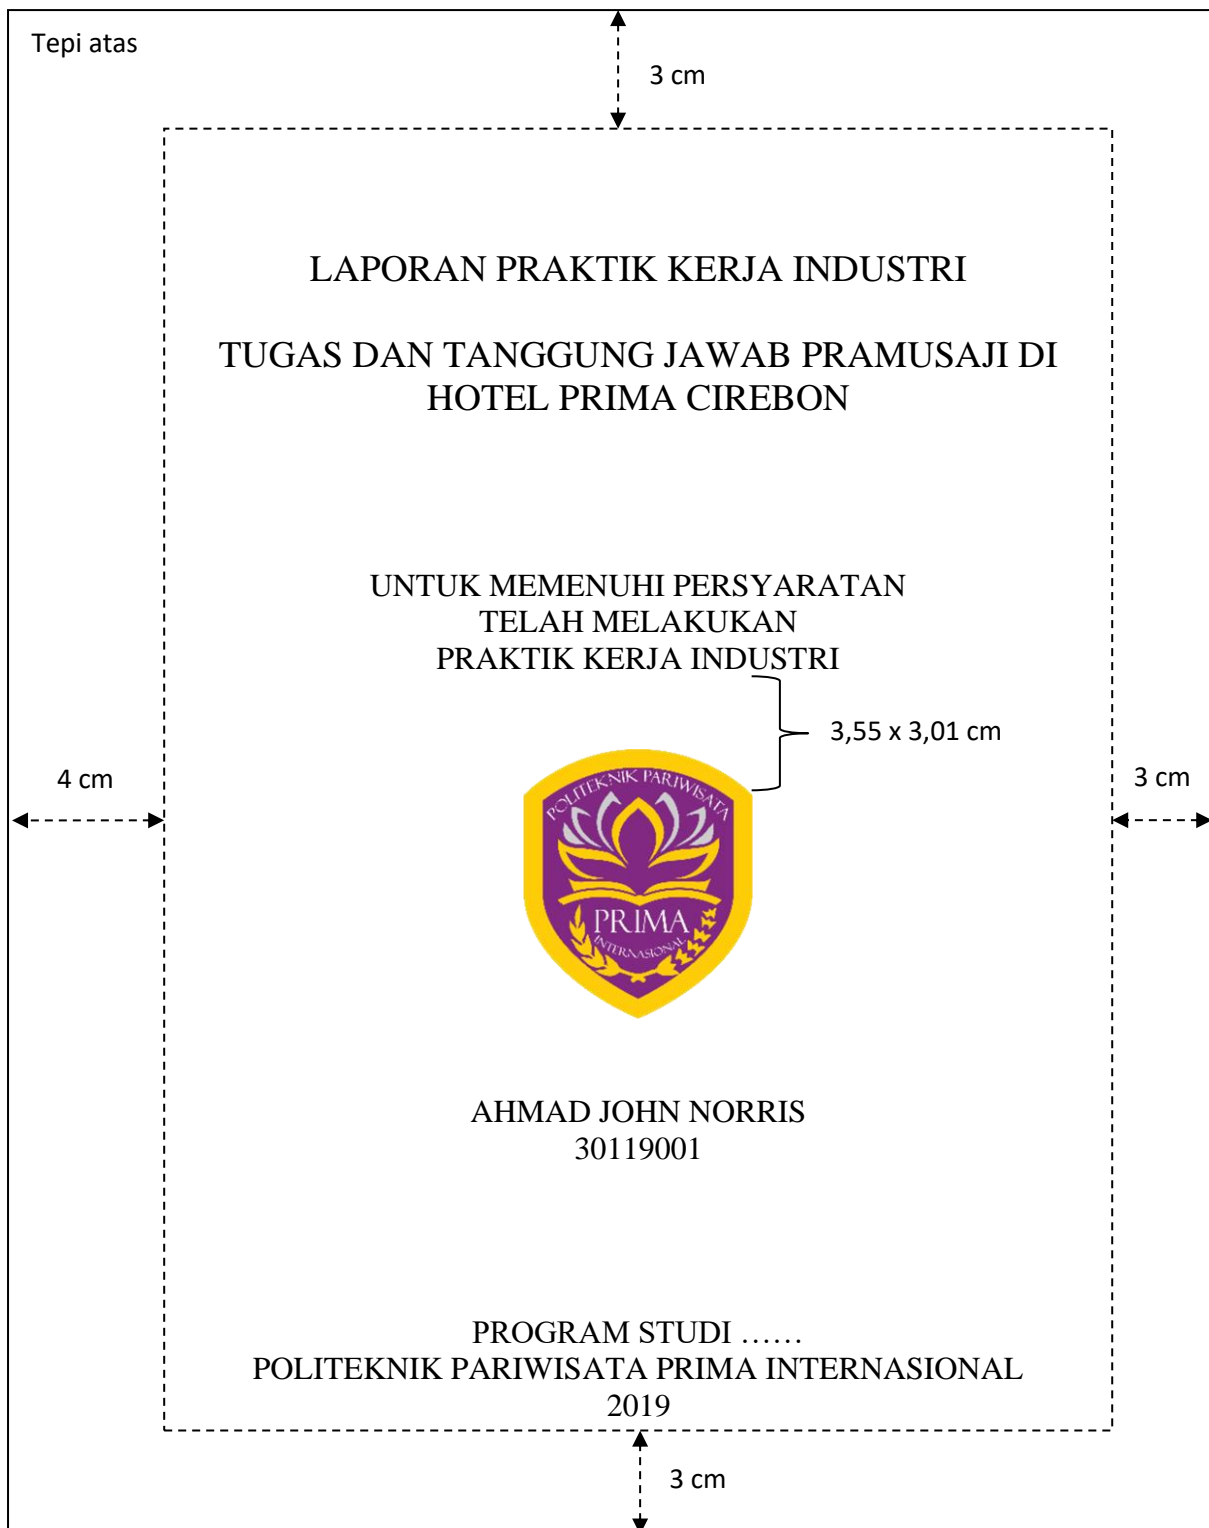 Tepi atas
3 cm
LAPORAN PRAKTIK KERJA INDUSTRI
TUGAS DAN TANGGUNG JAWAB PRAMUSAJI DI
HOTEL PRIMA CIREBON
UNTUK MEMENUHI PERSYARATAN
TELAH MELAKUKAN
PRAKTIK KERJA INDUSTRI
3,55 x 3,01 cm
4 cm
3 cm
POLITEKNIK PARIWISATA
PRIMA
INTERNASIONAL
AHMAD JOHN NORRIS
30119001
PROGRAM STUDI ……
POLITEKNIK PARIWISATA PRIMA INTERNASIONAL
2019
3 cm